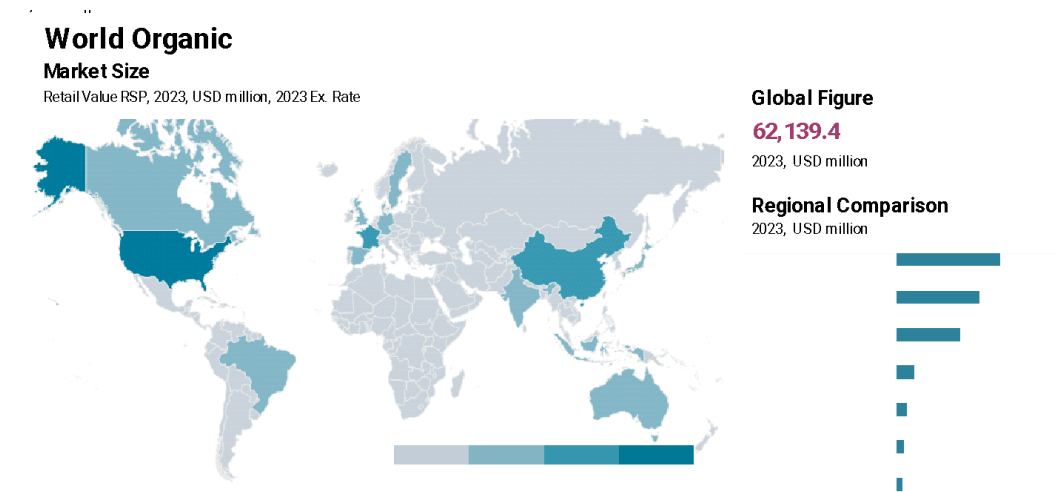 World Organic
Market Size
Retail Value RSP, 2023, USD million, 2023 Ex. Rate
Global Figure
62,139.4
2023, USD million
Regional Comparison
2023, USD million